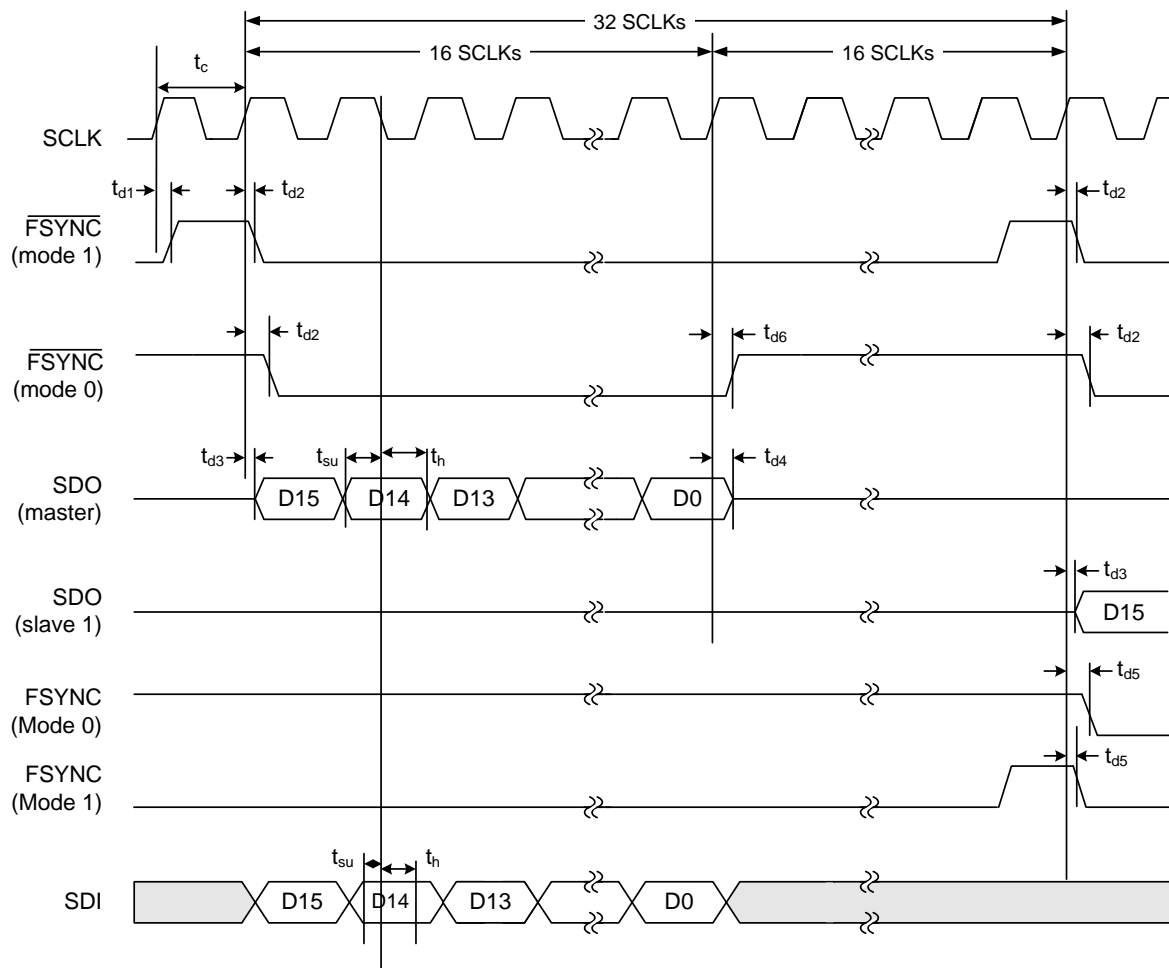 32 SCLKs
16 SCLKs
16 SCLKs
tc
SCLK
td1
td2
td2
FSYNC
(mode 1)
td2
td6
td2
FSYNC
(mode 0)
td3
tsu
th
td4
SDO
(master)
D15
D14
D13
D0
td3
SDO
(slave 1)
D15
td5
FSYNC
(Mode 0)
td5
FSYNC
(Mode 1)
tsu
th
SDI
D15
D14
D13
D0